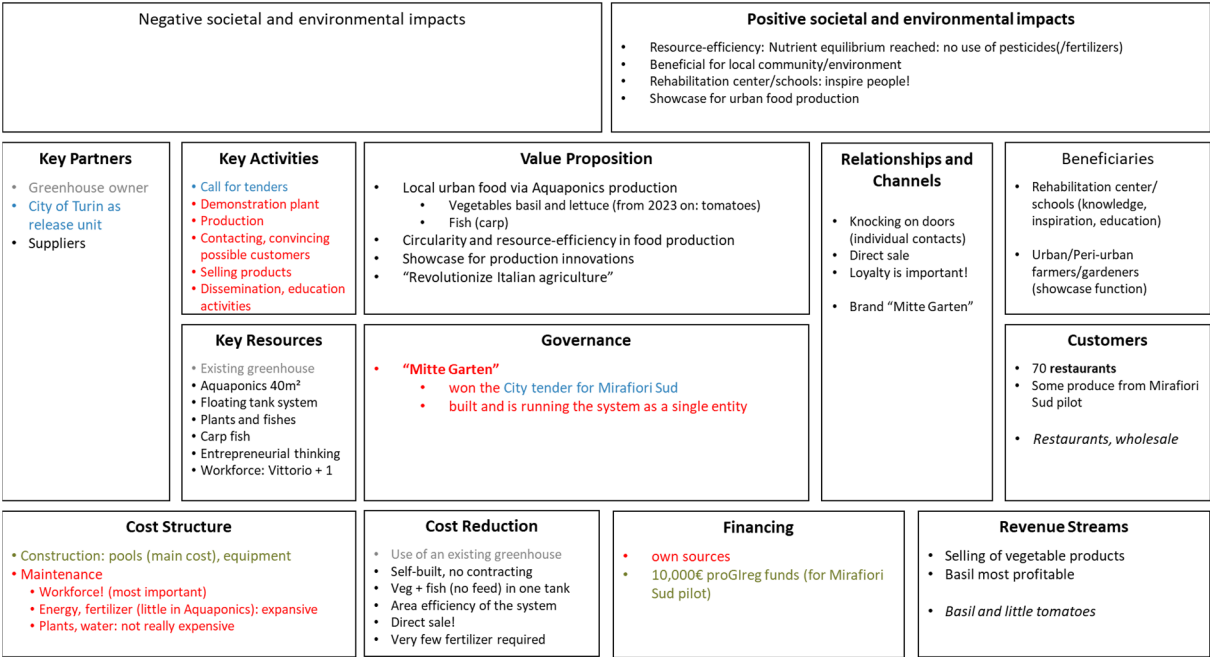 Negative societal and environmental impacts
Positive societal and environmental impacts
• Resource-efficiency: Nutrient equilibrium reached: no use of pesticides(/fertilizers)
• Beneficial for local community/environment
• Rehabilitation center/schools: inspire people!
• Showcase for urban food production
Key Partners
• Greenhouse owner
• City of Turin as
release unit
• Suppliers
Key Activities
• Call for tenders
• Demonstration plant
• Production
• Contacting, convincing
possible customers
• Selling products
• Dissemination, education
activities
Value Proposition
• Local urban food via Aquaponics production
• Vegetables basil and lettuce (from 2023 on: tomatoes)
• Fish (carp)
• Circularity and resource-efficiency in food production
• Showcase for production innovations
• “Revolutionize Italian agriculture”
Relationships and
Channels
• Knocking on doors
(individual contacts)
• Direct sale
• Loyalty is important!
• Brand “Mitte Garten”
Beneficiaries
• Rehabilitation center/
schools (knowledge,
inspiration, education)
• Urban/Peri-urban
farmers/gardeners
(showcase function)
Key Resources
• Existing greenhouse
• Aquaponics 40m²
• Floating tank system
• Plants and fishes
• Carp fish
• Entrepreneurial thinking
• Workforce: Vittorio + 1
Governance
• “Mitte Garten”
• won the City tender for Mirafiori Sud
• built and is running the system as a single entity
Customers
• 70 restaurants
• Some produce from Mirafiori
Sud pilot
• Restaurants, wholesale
Cost Structure
• Construction: pools (main cost), equipment
• Maintenance
• Workforce! (most important)
• Energy, fertilizer (little in Aquaponics): expansive
• Plants, water: not really expensive
Cost Reduction
• Use of an existing greenhouse
• Self-built, no contracting
• Veg + fish (no feed) in one tank
• Area efficiency of the system
• Direct sale!
• Very few fertilizer required
Financing
• own sources
• 10,000€ proGIreg funds (for Mirafiori
Sud pilot)
Revenue Streams
• Selling of vegetable products
• Basil most profitable
• Basil and little tomatoes